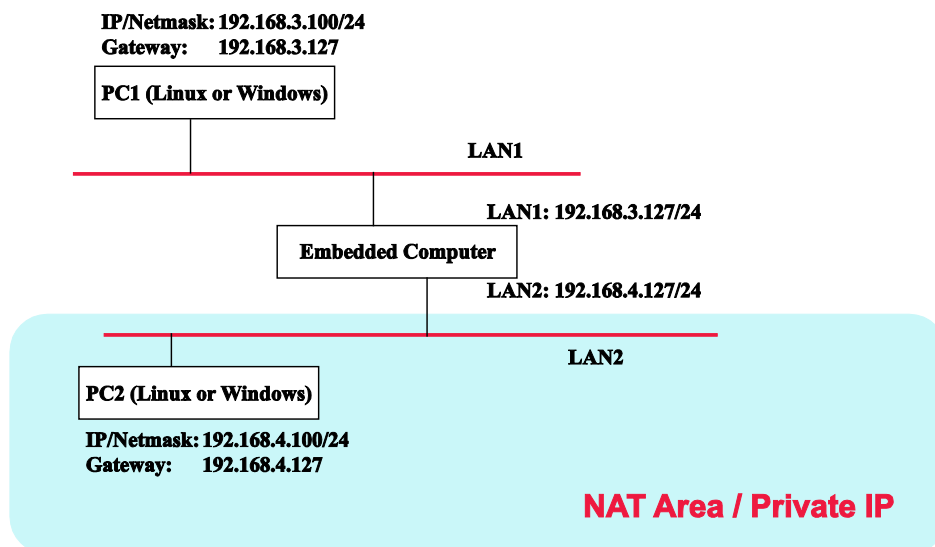 IP/Netmask: 192.168.3.100/24
Gateway: 192.168.3.127
PC1 (Linux or Windows)
LAN1
LAN1: 192.168.3.127/24
Embedded Computer
LAN2: 192.168.4.127/24
LAN2
PC2 (Linux or Windows)
IP/Netmask: 192.168.4.100/24
Gateway: 192.168.4.127
NAT Area / Private IP